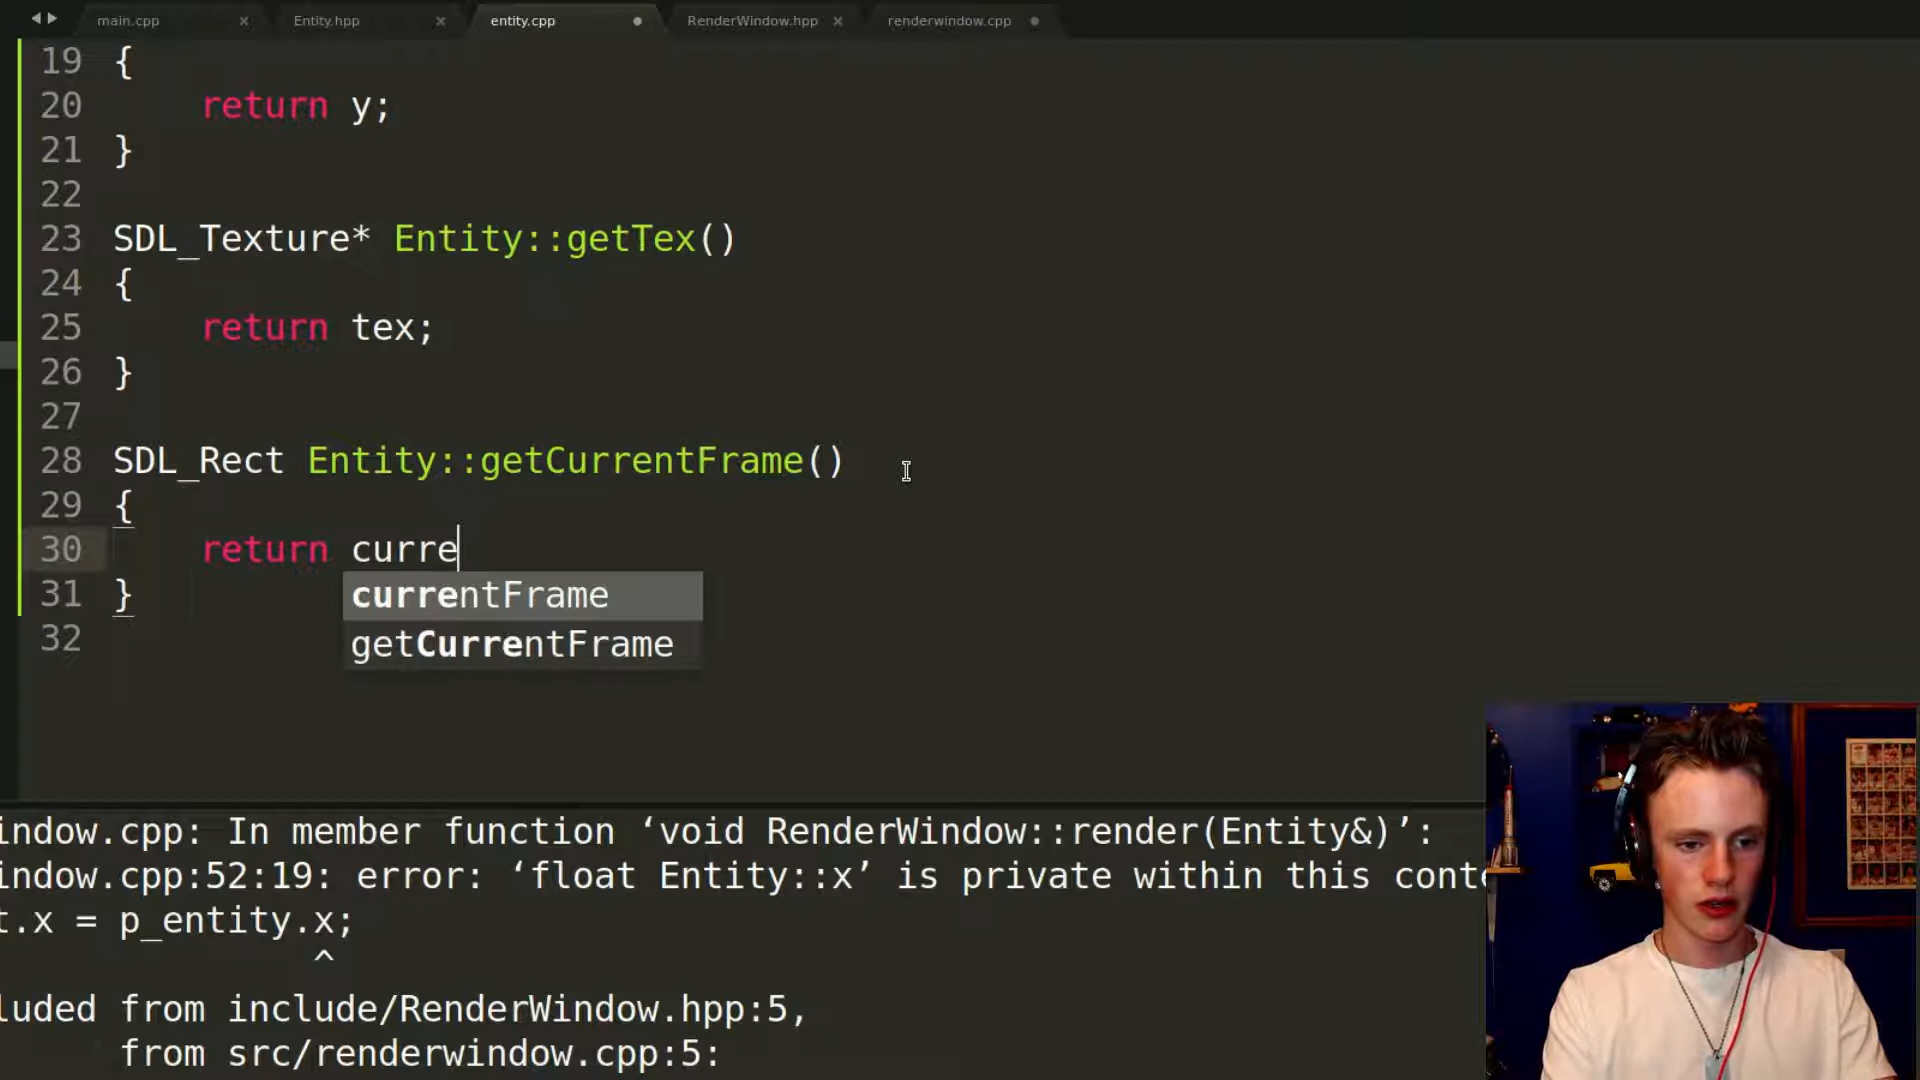 main.cpp × Entity.hpp × entity.cpp RenderWindow.hpp × renderwindow.cpp
19 {
20 return y;
21 }
22
23 SDL_Texture* Entity::getTex()
24 {
25 return tex;
26 }
27
28 SDL_Rect Entity::getCurrentFrame()
29 {
30 return curre
currentFrame
31 }
getCurrentFrame
32
indow.cpp: In member function ‘void RenderWindow::render(Entity&)’:
indow.cpp:52:19: error: ‘float Entity::x’ is private within this conte
t.x = p_entity.x;
^
luded from include/RenderWindow.hpp:5,
from src/renderwindow.cpp:5: